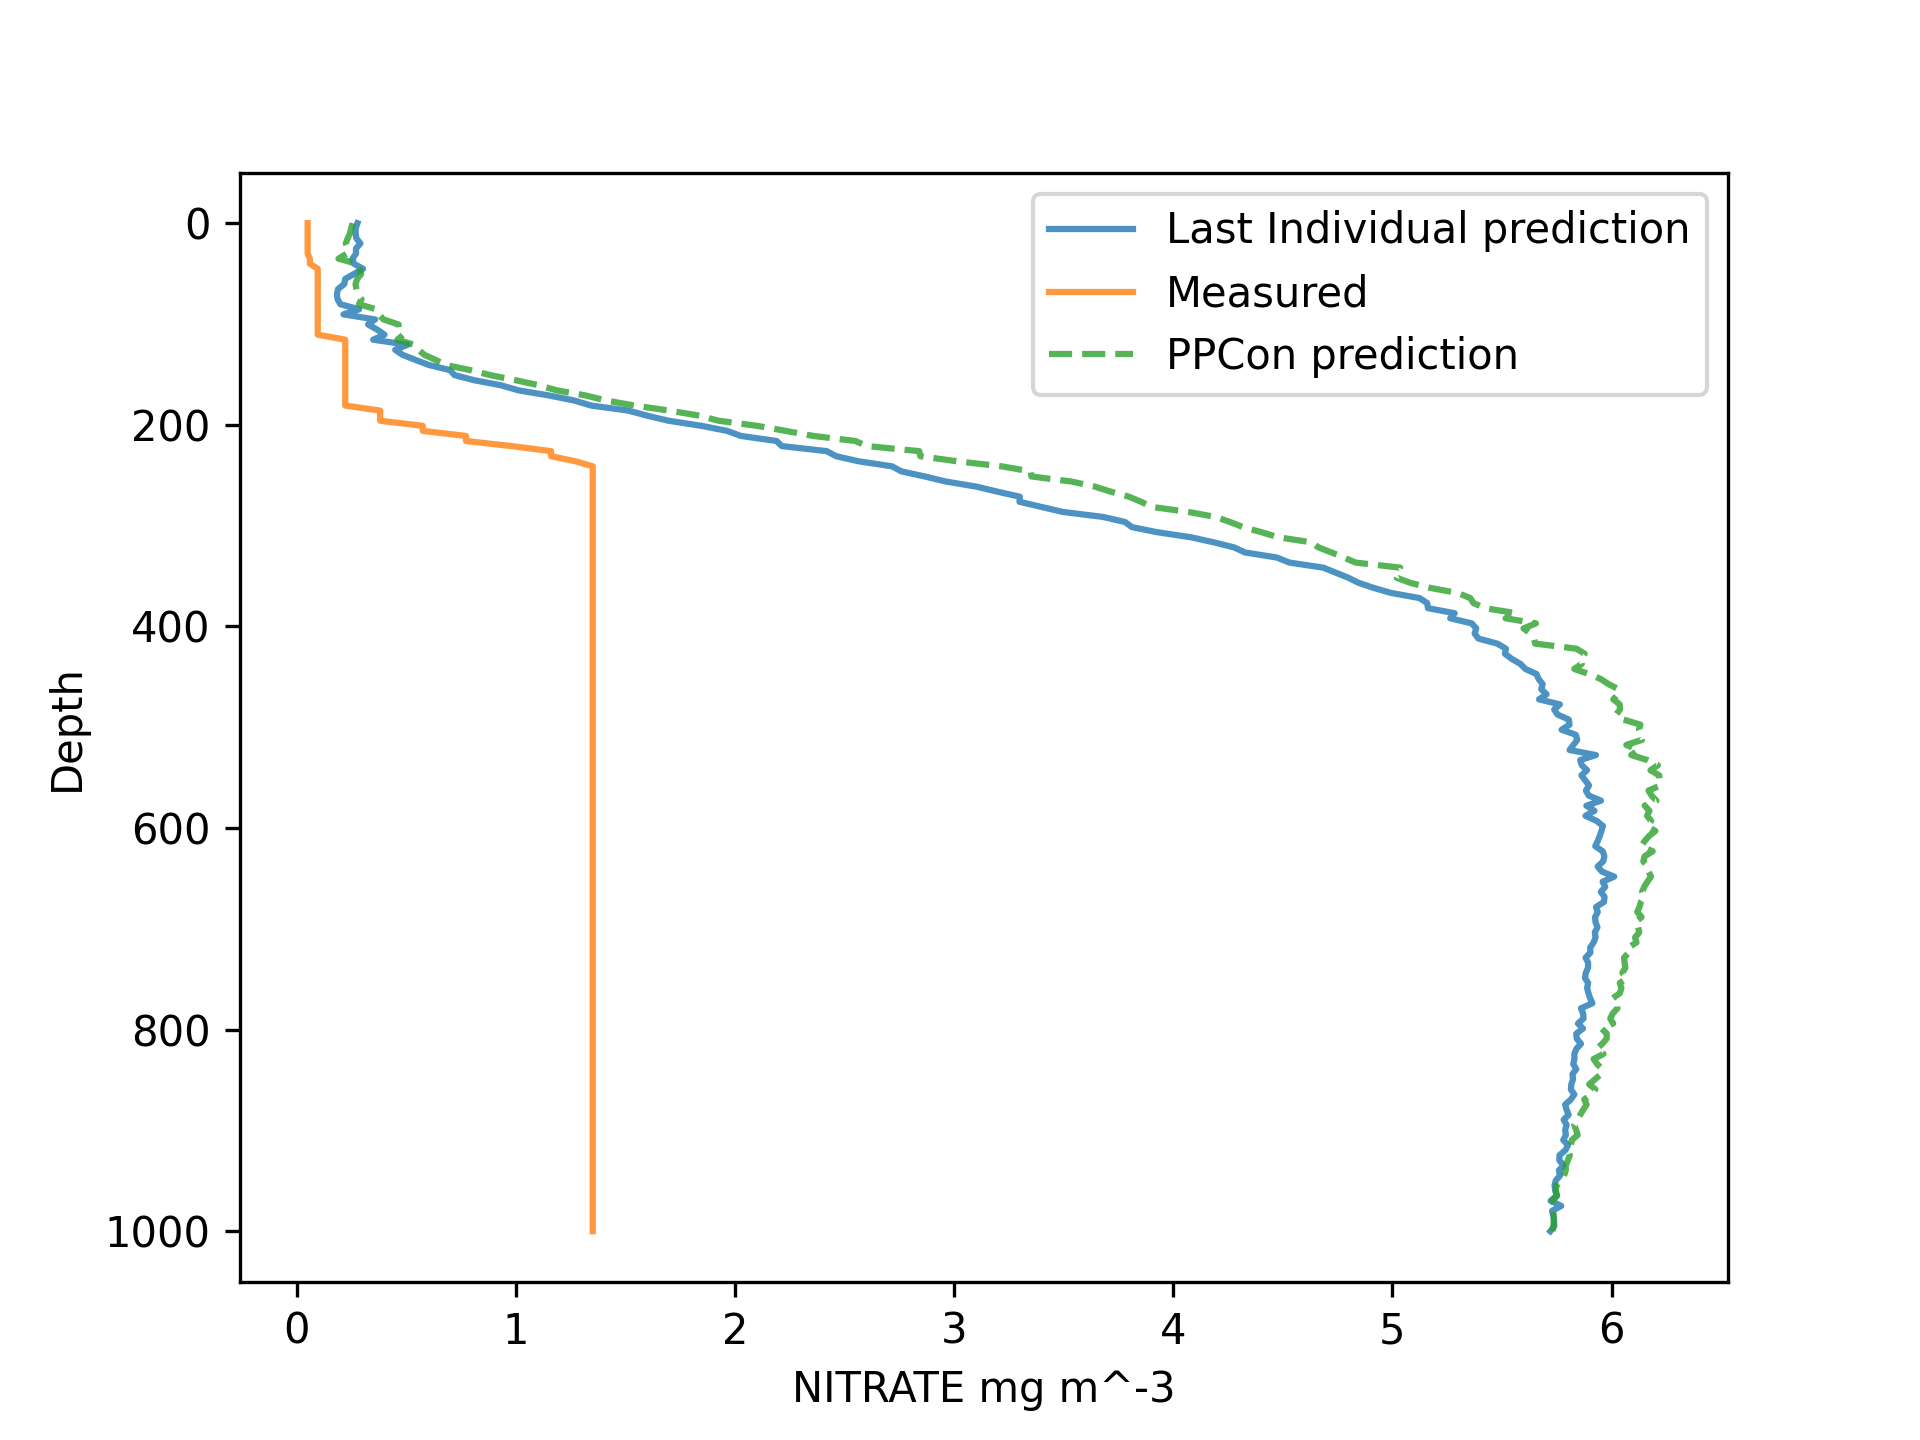 Last Individual prediction
Measured
PPCon prediction
0
200
400
600
800
1000
Depth
0 1 2 3 4 5 6
NITRATE mg m^-3